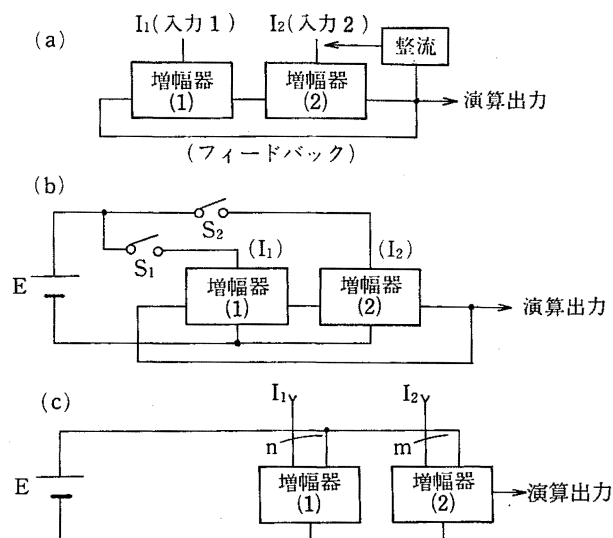 (a)
I₁(入力1) I₂(入力2)
整流
増幅器 (1)
増幅器 (2)
演算出力
(フィードバック)
(b)
S₂
S₁
(I₁)
(I₂)
E
増幅器 (1)
増幅器 (2)
演算出力
(c)
I₁
I₂
n
m
E
増幅器 (1)
増幅器 (2)
演算出力